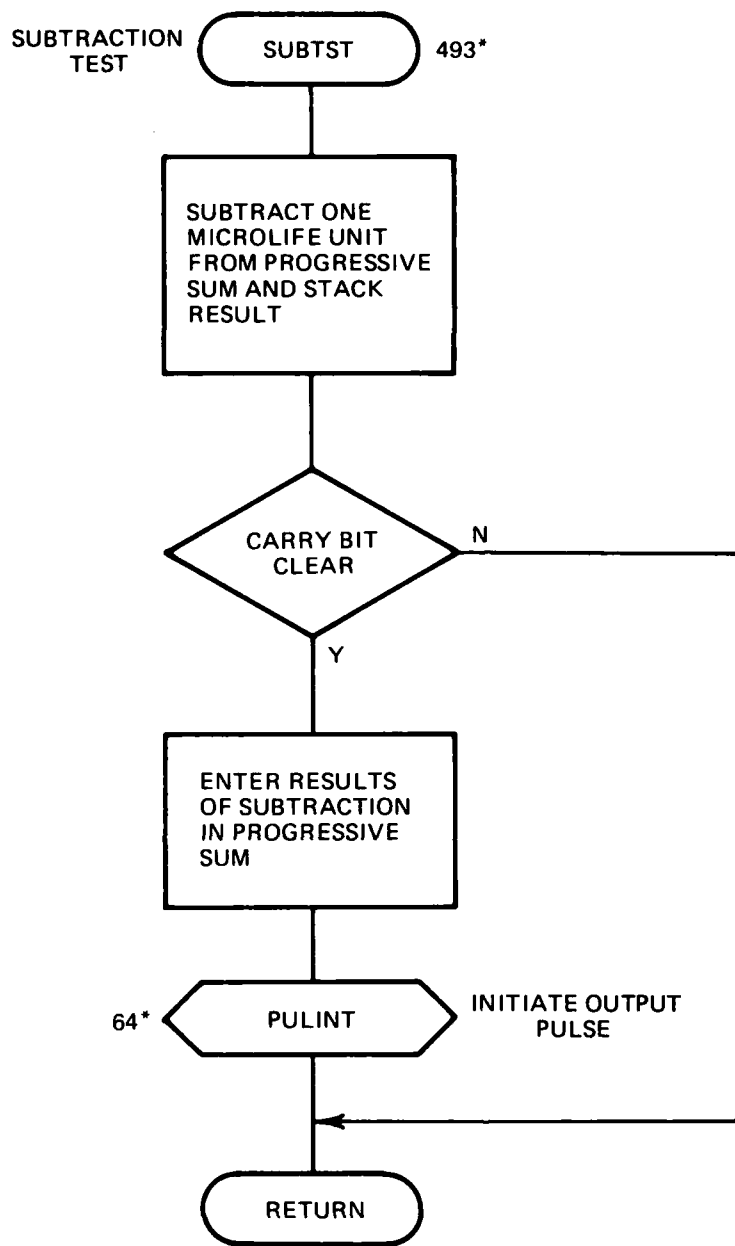 SUBTRACTION
TEST
SUBTST
493*
SUBTRACT ONE
MICROLIFE UNIT
FROM PROGRESSIVE
SUM AND STACK
RESULT
CARRY BIT
CLEAR
N
Y
ENTER RESULTS
OF SUBTRACTION
IN PROGRESSIVE
SUM
64*
PULINT
INITIATE OUTPUT
PULSE
RETURN